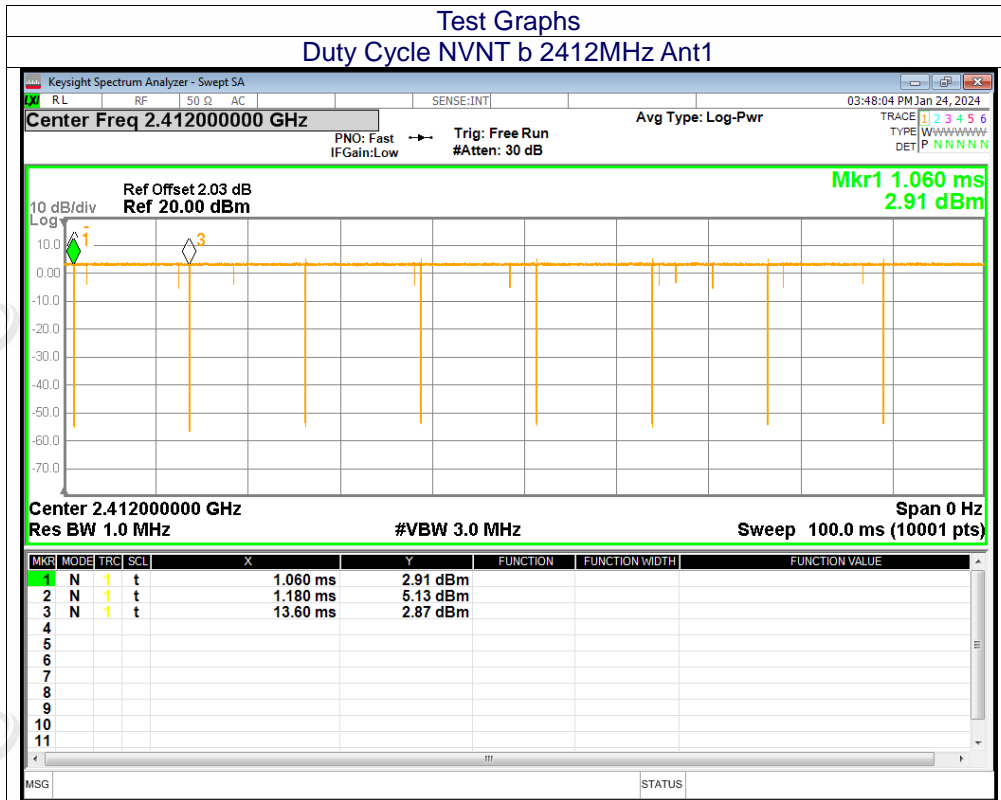 Test Graphs
Duty Cycle NVNT b 2412MHz Ant1
Keysight Spectrum Analyzer - Swept SA
LXI RL RF 50 Ω AC SENSE:INT 03:48:04 PM Jan 24, 2024
Center Freq 2.412000000 GHz Avg Type: Log-Pwr TRACE 1 2 3 4 5 6
PNO: Fast Trig: Free Run TYPE WWWWWWW
IFGain:Low #Atten: 30 dB DET P N N N N N
Mkr1 1.060 ms
2.91 dBm
Ref Offset 2.03 dB
10 dB/div Ref 20.00 dBm
Log
10.0
1 3
0.00
-10.0
-20.0
-30.0
-40.0
-50.0
-60.0
-70.0
Center 2.412000000 GHz Span 0 Hz
Res BW 1.0 MHz #VBW 3.0 MHz Sweep 100.0 ms (10001 pts)
MKR MODE TRC SCL X Y FUNCTION FUNCTION WIDTH FUNCTION VALUE
1 N 1 t 1.060 ms 2.91 dBm
2 N 1 t 1.180 ms 5.13 dBm
3 N 1 t 13.60 ms 2.87 dBm
4
5
6
7
8
9
10
11
MSG STATUS